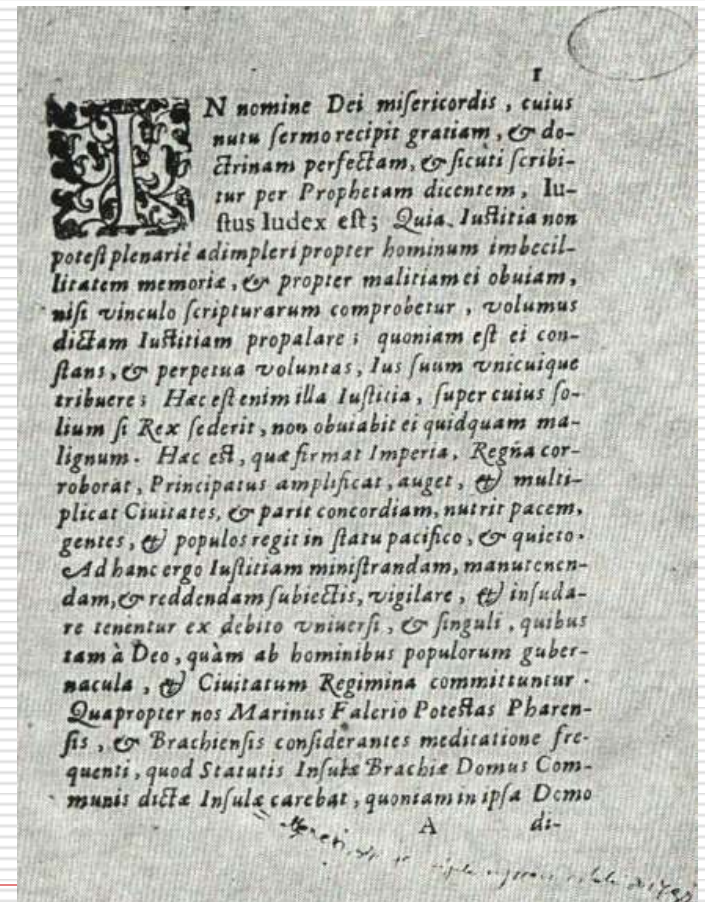 1
IN nomine Dei miſericordis, cuius
nutu ſermo recipit gratiam, & do-
ctrinam perfectam, & ſicùti ſcribi-
tur per Prophetam dicentem, Iu-
ſtus Iudex eſt; Quia Iuſtitia non
poteſt plenariè adimpleri propter hominum imbecil-
litatem memoriæ, & propter malitiam ei obuiam,
niſi vinculo ſcripturarum comprobetur, volumus
dictam Iuſtitiam propalare; quoniam eſt ei con-
ſtans, & perpetua voluntas, Ius ſuum vnicuique
tribuere; Hæc eſt enim illa Iuſtitia, ſuper cuius ſo-
lium ſi Rex ſederit, non obuiabit ei quidquam ma-
lignum. Hæc eſt, quæ firmat Imperia, Regña cor-
roborat, Principatus amplificat, auget, & multi-
plicat Ciuitates, & parit concordiam, nutrit pacem,
gentes, & populos regit in ſtatu pacifico, & quieto.
Ad hanc ergo Iuſtitiam miniſtrandam, manutenen-
dam, & reddendam ſubiectis, vigilare, & inſuda-
re tenentur ex debito vniuerſi, & ſinguli, quibus
tam à Deo, quàm ab hominibus populorum guber-
nacula, & Ciuitatum Regimina committuntur.
Quapropter nos Marinus Falerio Poteſtas Pharen-
ſis, & Brachienſis conſiderantes meditatione fre-
quenti, quod Statutis Inſulæ Brachiæ Domus Com-
munis dictæ Inſulæ carebat, quoniam in ipſa Domo
A di-